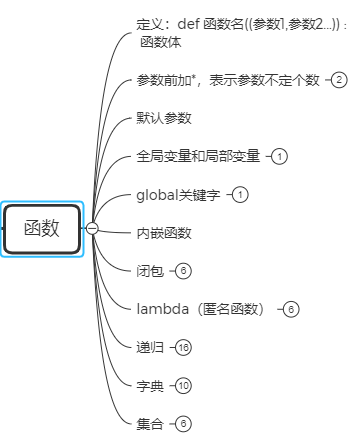 定义：def 函数名((参数1,参数2...))：
函数体
参数前加*，表示参数不定个数 2
默认参数
全局变量和局部变量 1
global关键字 1
函数
内嵌函数
闭包 6
lambda（匿名函数） 6
递归 16
字典 10
集合 6